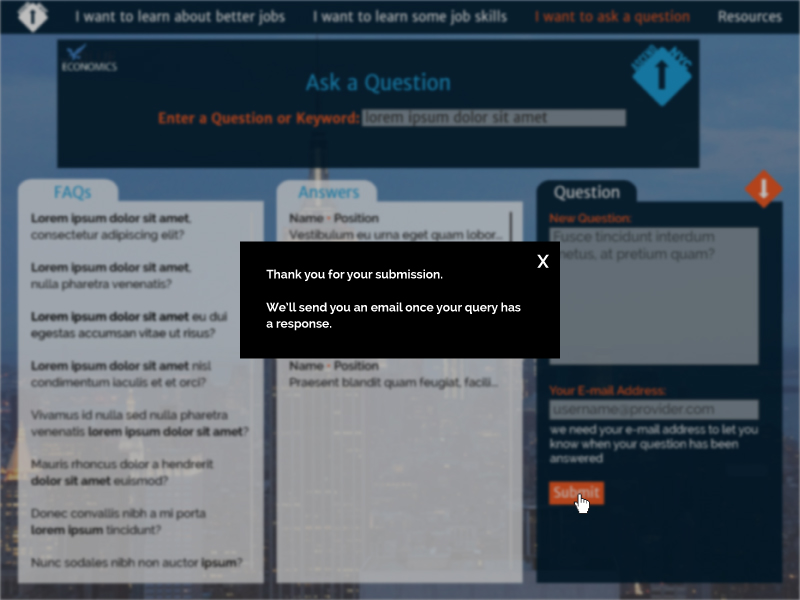 I want to learn about better jobs
I want to learn some job skills
I want to ask a question
Resources
ECONOMICS
NYC
Ask a Question
Enter a Question or Keyword: lorem ipsum dolor sit amet
FAQs
Lorem ipsum dolor sit amet,
consectetur adipiscing elit?
Lorem ipsum dolor sit amet,
nulla pharetra venenatis?
Lorem ipsum dolor sit amet eu dui
egestas accumsan vitae ut risus?
Lorem ipsum dolor sit amet nisl
condimentum iaculis et et orci?
Vivamus id nulla sed nulla pharetra
venenatis lorem ipsum dolor sit amet?
Mauris rhoncus dolor a hendrerit
dolor sit amet euismod?
Donec convallis nibh a mi porta
lorem ipsum tincidunt?
Nunc sodales nibh non auctor ipsum?
Answers
Name - Position
Vestibulum eu urna eget quam lobor...
Name - Position
Praesent blandit quam feugiat, facili...
Question
New Question:
Fusce tincidunt interdum
metus, at pretium quam?
Your E-mail Address:
username@provider.com
we need your e-mail address to let you
know when your question has been
answered
Submit
X
Thank you for your submission.
We'll send you an email once your query has
a response.